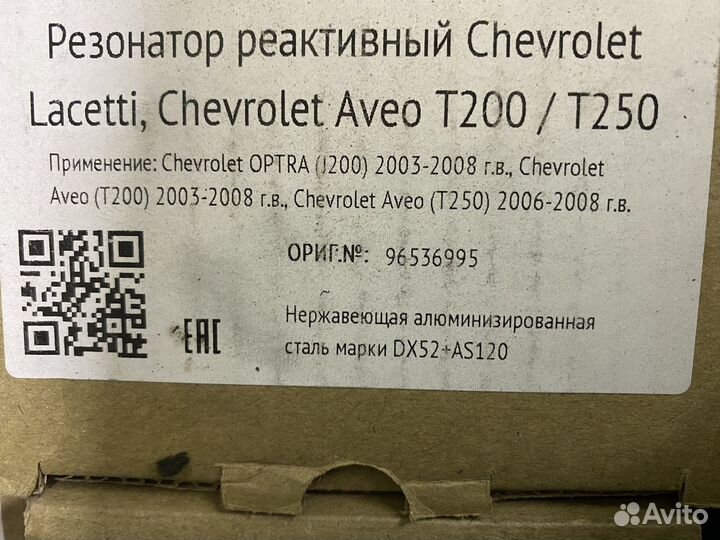 Резонатор реактивный Chevrolet
Lacetti, Chevrolet Aveo T200 / T250
Применение: Chevrolet OPTRA (J200) 2003-2008 г.в., Chevrolet
Aveo (T200) 2003-2008 г.в., Chevrolet Aveo (T250) 2006-2008 г.в.
ОРИГ.№: 96536995
EAC
Нержавеющая алюминизированная
сталь марки DX52+AS120
Avito